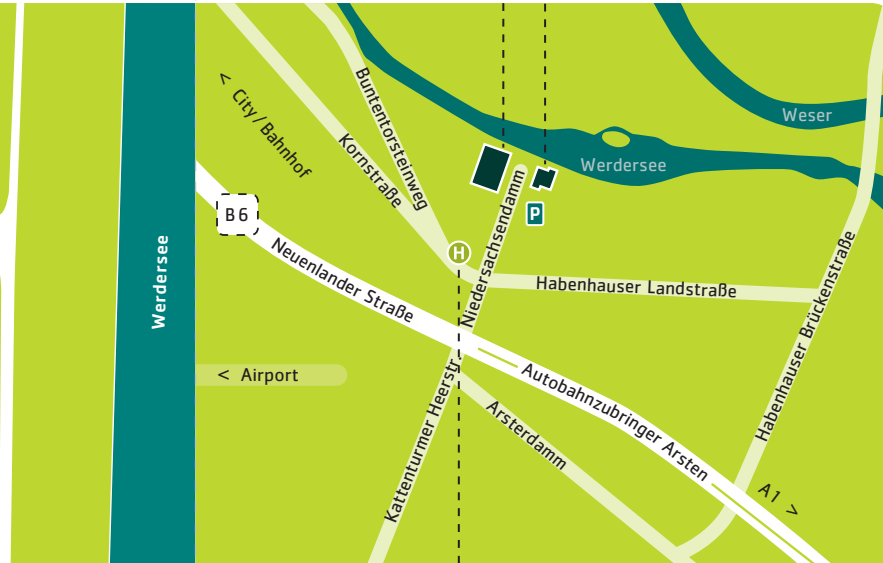 Weser
Werdersee
Buntentorsteinweg
< City / Bahnhof
Kornstraße
P
B 6
Niedersachsendamm
Werdersee
H
Neuenlander Straße
Habenhauser Landstraße
Habenhauser Brückenstraße
< Airport
Autobahnzubringer Arsten
Kattenturmer Heerstr.
Arsterdamm
A1 >